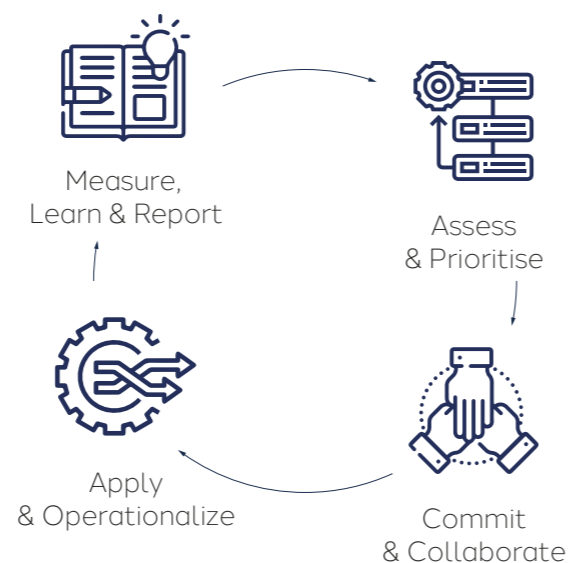 Measure,
Learn & Report
Assess
& Prioritise
Apply
& Operationalize
Commit
& Collaborate